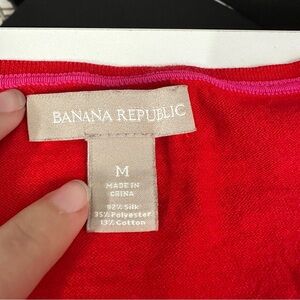 BANANA REPUBLIC
M
MADE IN
CHINA
52% Silk
35% Polyester
13% Cotton